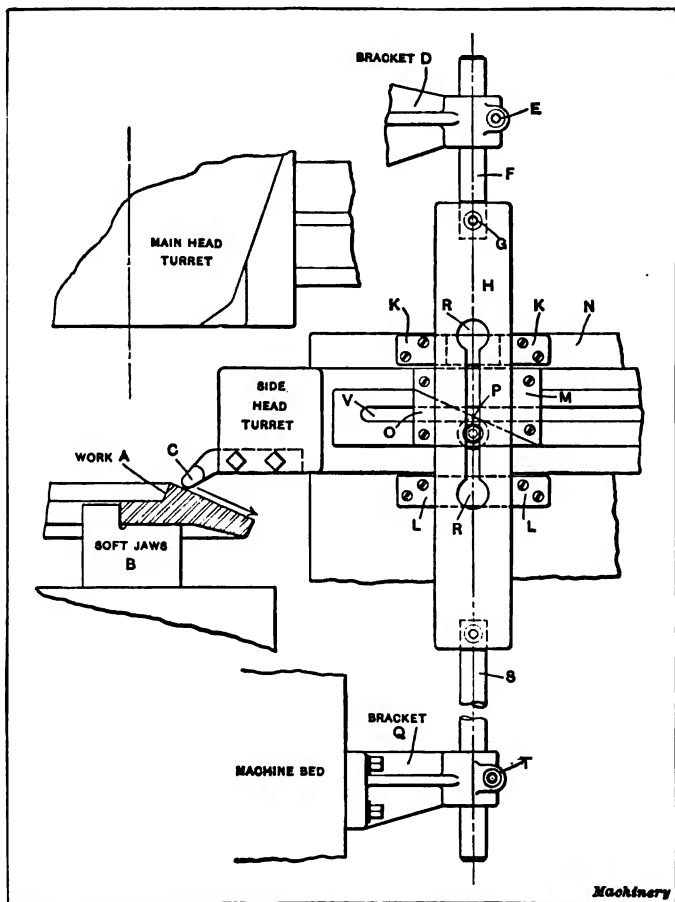 BRACKET D
E
F
G
MAIN HEAD
TURRET
H
K
R
K
N
SIDE
HEAD
TURRET
V
P
M
O
C
WORK A
L
R
L
SOFT JAWS
B
S
BRACKET
Q
T
MACHINE BED
Machinery